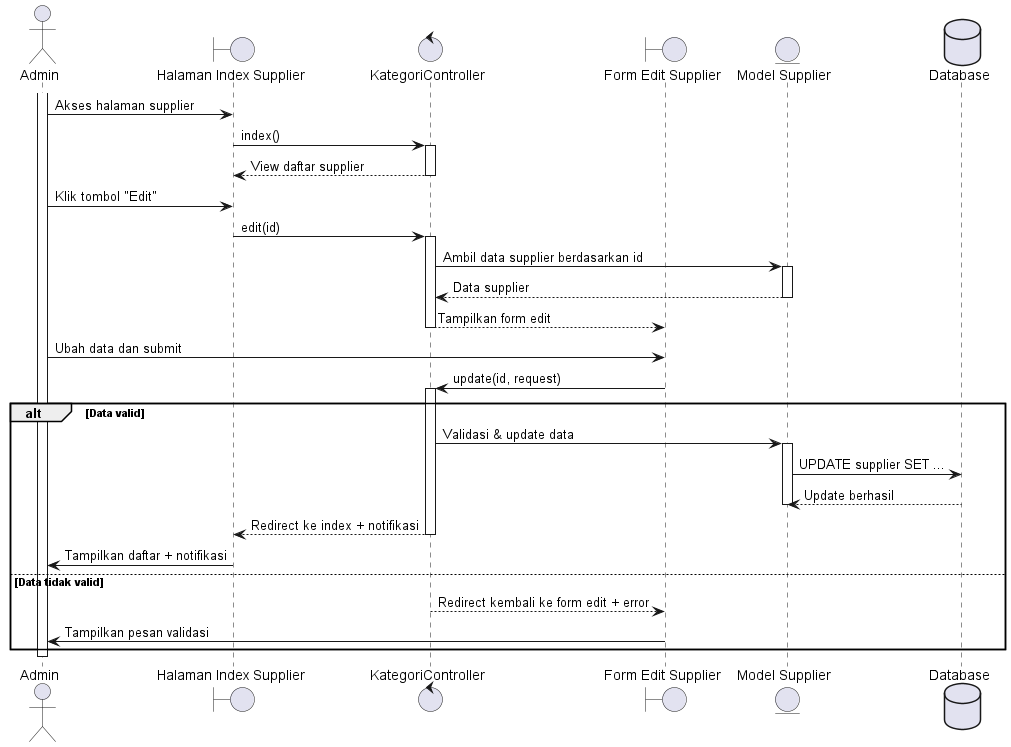 Admin
Halaman Index Supplier
KategoriController
Form Edit Supplier
Model Supplier
Database
Akses halaman supplier
index()
View daftar supplier
Klik tombol "Edit"
edit(id)
Ambil data supplier berdasarkan id
Data supplier
Tampilkan form edit
Ubah data dan submit
update(id, request)
alt
[Data valid]
Validasi & update data
UPDATE supplier SET ...
Update berhasil
Redirect ke index + notifikasi
Tampilkan daftar + notifikasi
[Data tidak valid]
Redirect kembali ke form edit + error
Tampilkan pesan validasi
Admin
Halaman Index Supplier
KategoriController
Form Edit Supplier
Model Supplier
Database